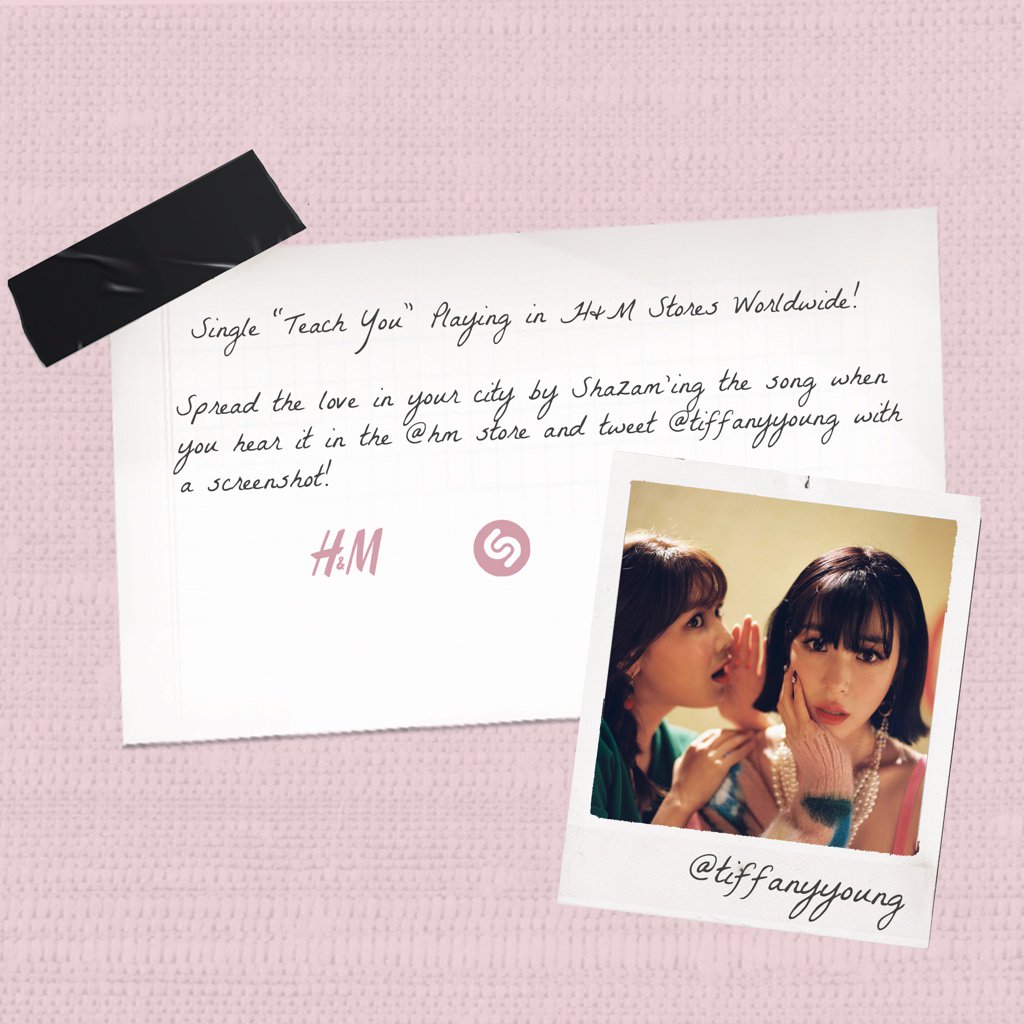 Single "Teach You" Playing in H&M Stores Worldwide!
Spread the love in your city by Shazam'ing the song when
you hear it in the @hm store and tweet @tiffanyyoung with
a screenshot!
H&M
@tiffanyyoung